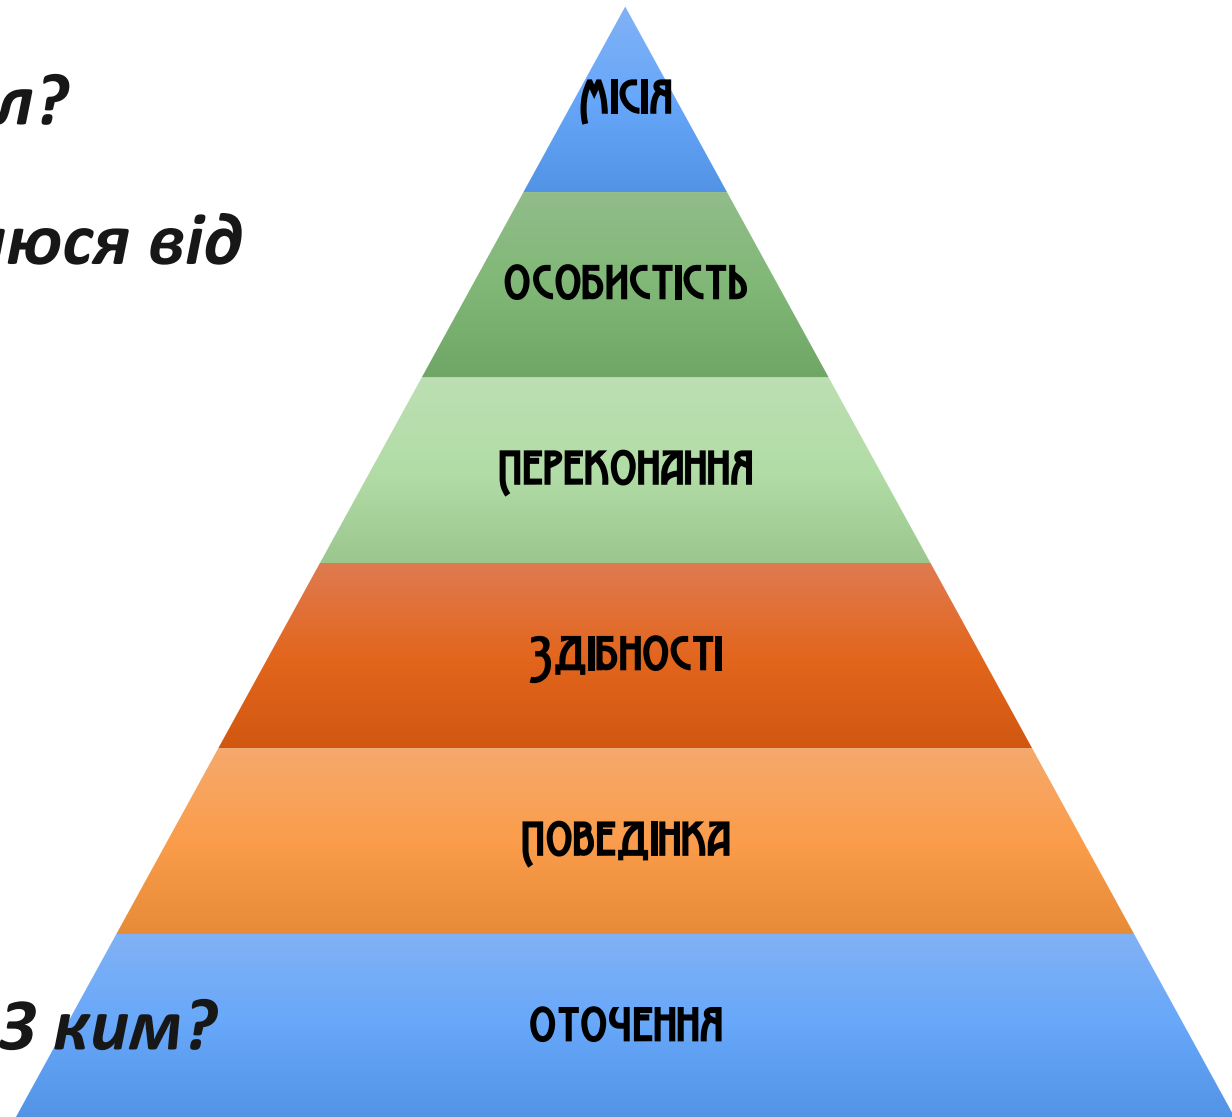 МІСІЯ
л?
юся від
ОСОБИСТІСТЬ
ПЕРЕКОНАННЯ
ЗДІБНОСТІ
ПОВЕДІНКА
З ким?
ОТОЧЕННЯ